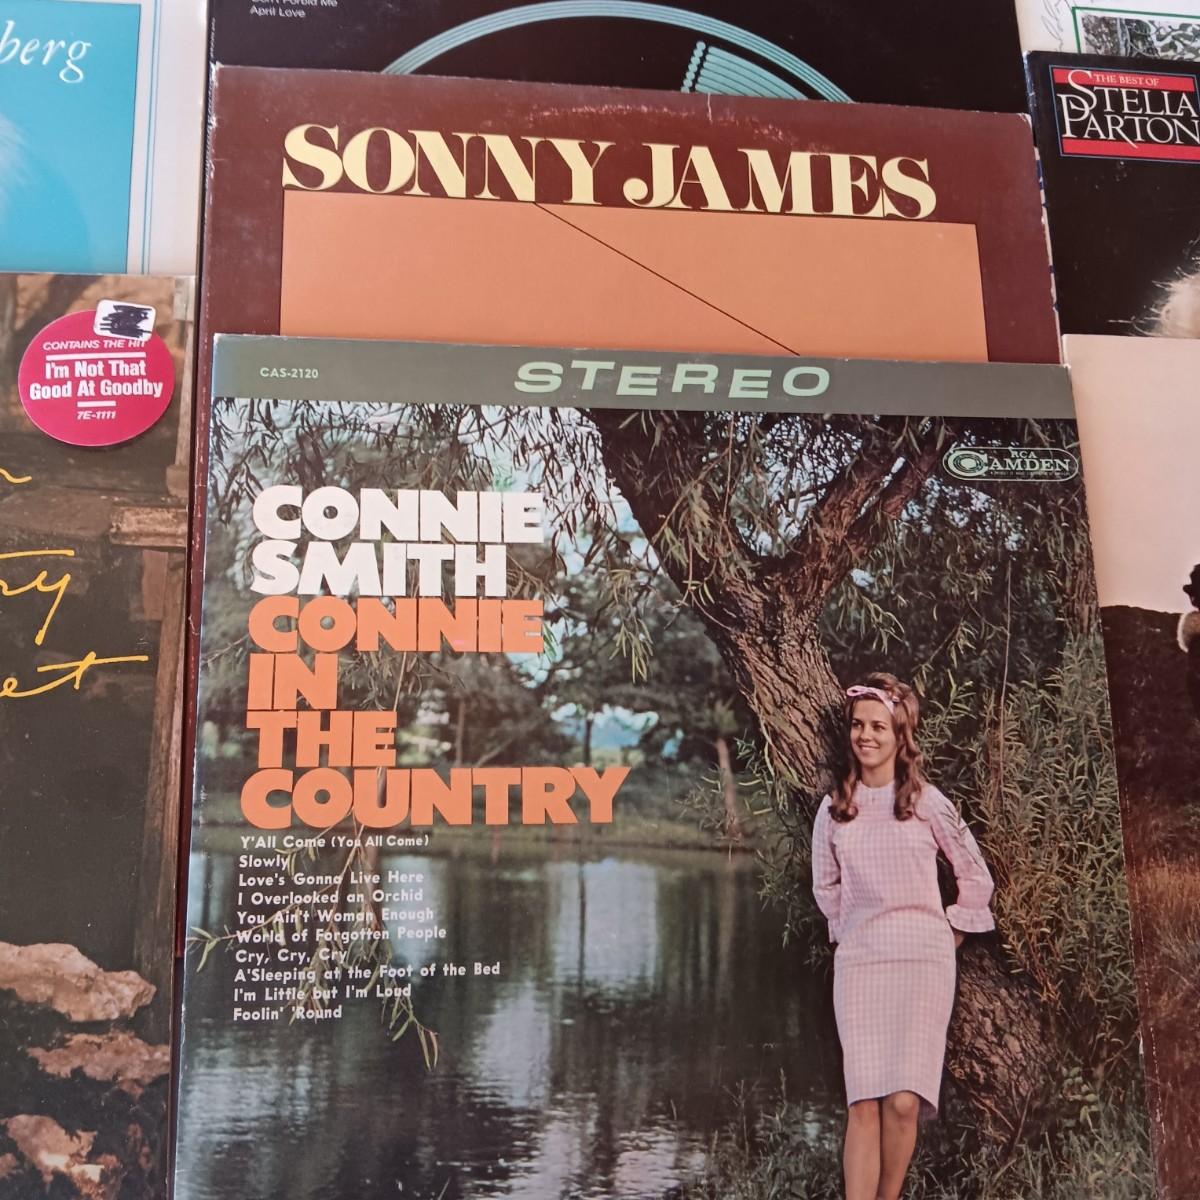 berg
Don't Forbid Me
April Love
THE BEST OF
STELLA
PARTON
SONNY JAMES
CONTAINS THE HIT
I'm Not That
Good At Goodby
7E-1111
CAS-2120
STEREO
RCA
CAMDEN
CONNIE
SMITH
CONNIE
IN
THE
COUNTRY
Y'All Come (You All Come)
Slowly
Love's Gonna Live Here
I Overlooked an Orchid
You Ain't Woman Enough
World of Forgotten People
Cry, Cry, Cry
A'Sleeping at the Foot of the Bed
I'm Little but I'm Loud
Foolin' 'Round
ry
et